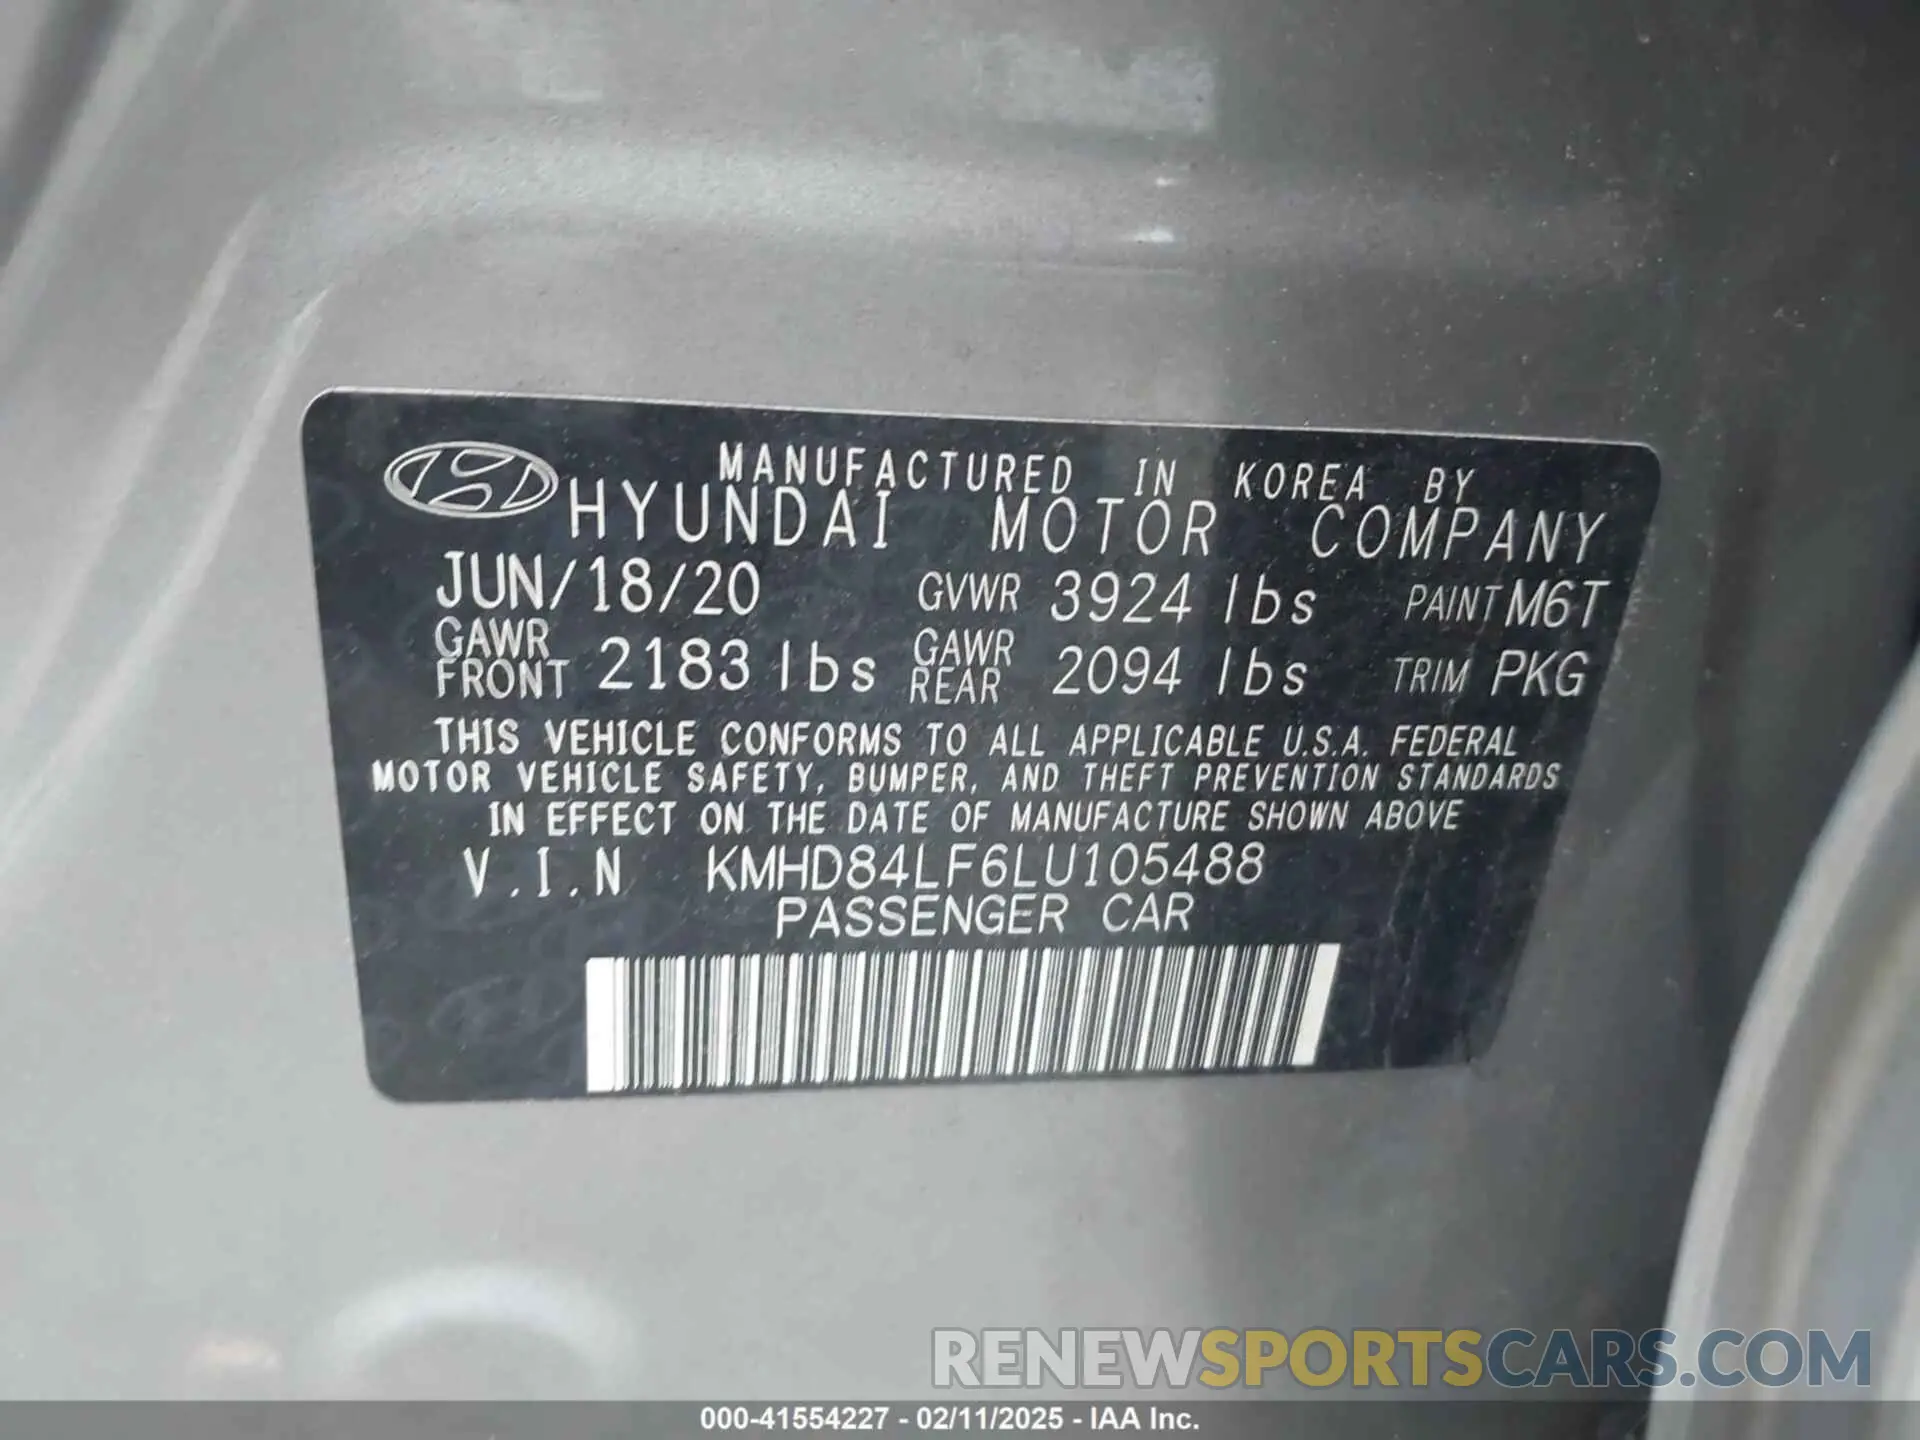 MANUFACTURED IN KOREA BY
HYUNDAI MOTOR COMPANY
JUN/18/20 GVWR 3924 lbs PAINT M6T
GAWR FRONT 2183 lbs GAWR REAR 2094 lbs TRIM PKG
THIS VEHICLE CONFORMS TO ALL APPLICABLE U.S.A. FEDERAL
MOTOR VEHICLE SAFETY, BUMPER, AND THEFT PREVENTION STANDARDS
IN EFFECT ON THE DATE OF MANUFACTURE SHOWN ABOVE
V.I.N KMHD84LF6LU105488
PASSENGER CAR
RENEWSPORTSCARS.COM
000-41554227 - 02/11/2025 - IAA Inc.